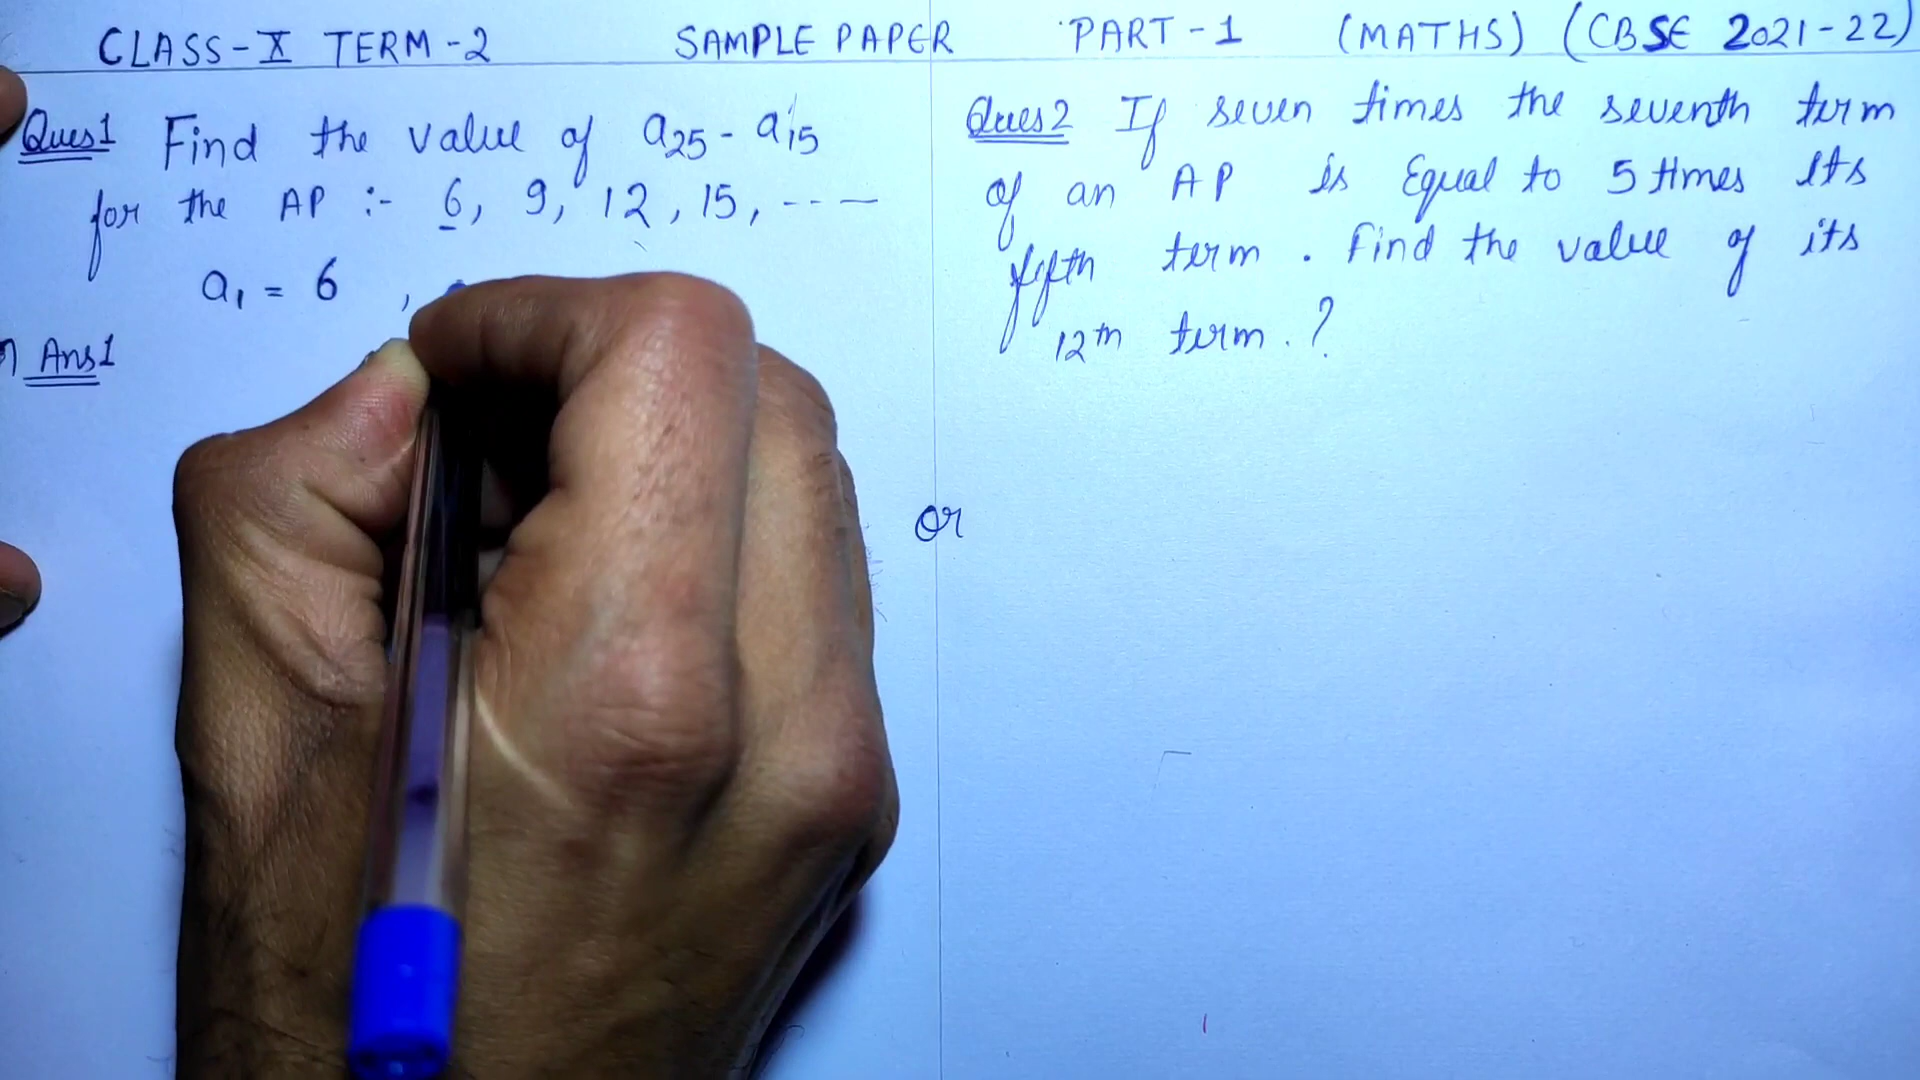 CLASS-X TERM-2 SAMPLE PAPER PART-1 (MATHS) (CBSE 2021-22)
Ques1 Find the value of a25 - a15
for the AP :- 6, 9, 12, 15, ----
a1 = 6 ,
Ans1
or
Ques2 If seven times the seventh term
of an AP is Equal to 5 times its
fifth term. Find the value of its
12th term.?